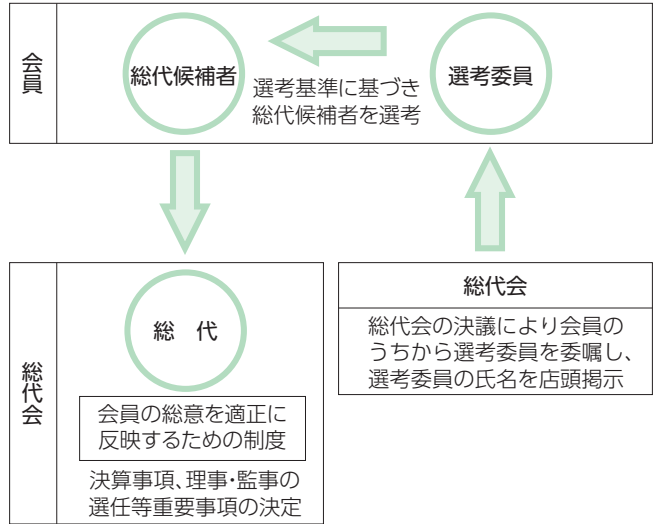 会員
総代候補者
選考基準に基づき
総代候補者を選考
選考委員
総代会
総　代
会員の総意を適正に
反映するための制度
決算事項、理事・監事の
選任等重要事項の決定
総代会
総代会の決議により会員の
うちから選考委員を委嘱し、
選考委員の氏名を店頭掲示